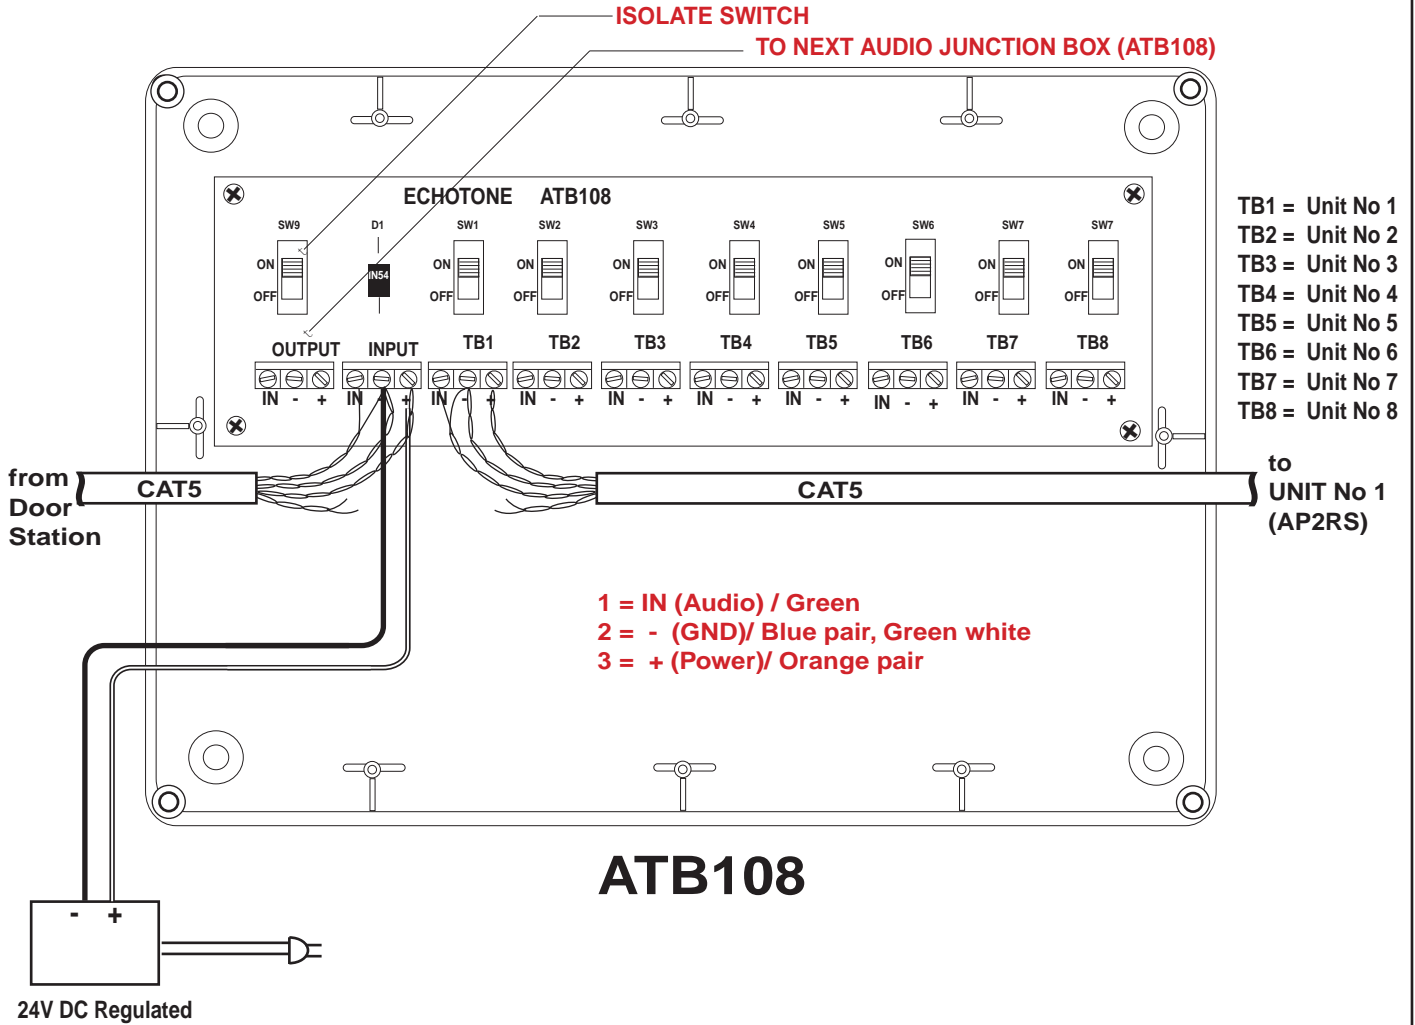 ISOLATE SWITCH
TO NEXT AUDIO JUNCTION BOX (ATB108)
ECHOTONE ATB108
SW9 D1 SW1 SW2 SW3 SW4 SW5 SW6 SW7 SW7
ON ON ON ON ON ON ON ON ON
IN54
OFF OFF OFF OFF OFF OFF OFF OFF OFF
OUTPUT INPUT TB1 TB2 TB3 TB4 TB5 TB6 TB7 TB8
IN - + IN - + IN - + IN - + IN - + IN - + IN - + IN - + IN - + IN - +
TB1 = Unit No 1
TB2 = Unit No 2
TB3 = Unit No 3
TB4 = Unit No 4
TB5 = Unit No 5
TB6 = Unit No 6
TB7 = Unit No 7
TB8 = Unit No 8
from
Door
Station
CAT5
CAT5
to
UNIT No 1
(AP2RS)
1 = IN (Audio) / Green
2 = - (GND)/ Blue pair, Green white
3 = + (Power)/ Orange pair
ATB108
- +
24V DC Regulated